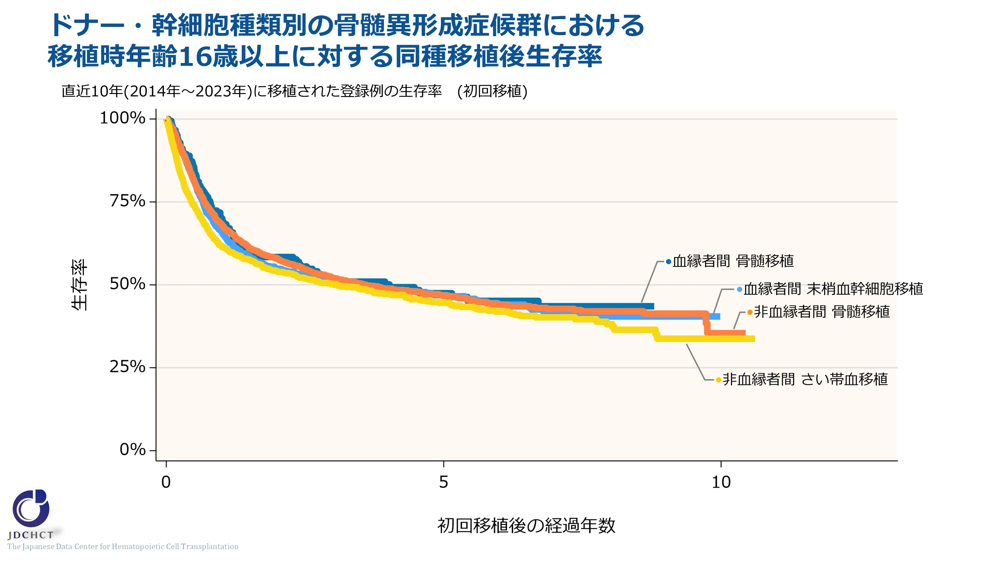 ドナー・幹細胞種類別の骨髄異形成症候群における
移植時年齢16歳以上に対する同種移植後生存率
直近10年(2014年～2023年)に移植された登録例の生存率　(初回移植)
100%
75%
50%
25%
0%
生存率
血縁者間 骨髄移植
血縁者間 末梢血幹細胞移植
非血縁者間 骨髄移植
非血縁者間 さい帯血移植
0
5
10
初回移植後の経過年数
JDCHCT
The Japanese Data Center for Hematopoietic Cell Transplantation